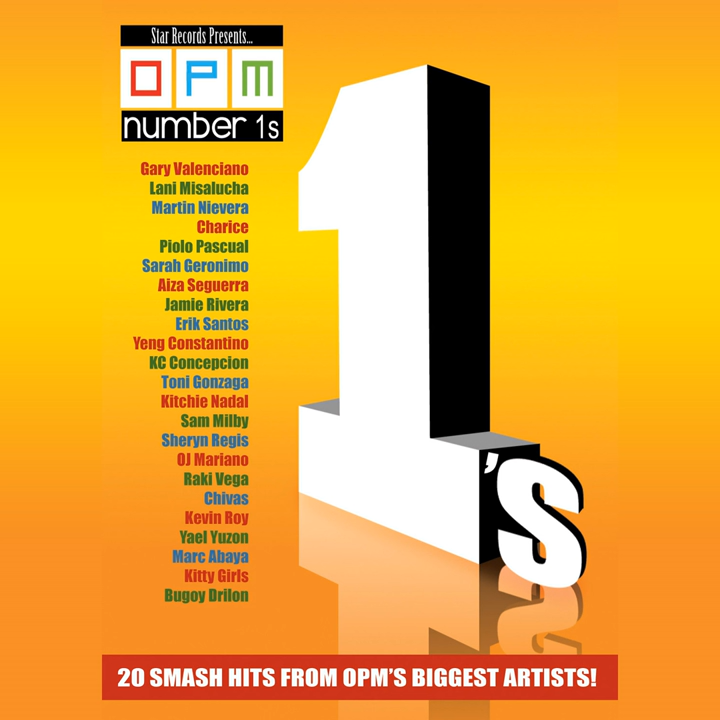 Star Records Presents...
OPM
number 1s
Gary Valenciano
Lani Misalucha
Martin Nievera
Charice
Piolo Pascual
Sarah Geronimo
Aiza Seguerra
Jamie Rivera
Erik Santos
Yeng Constantino
KC Concepcion
Toni Gonzaga
Kitchie Nadal
Sam Milby
Sheryn Regis
OJ Mariano
Raki Vega
Chivas
Kevin Roy
Yael Yuzon
Marc Abaya
Kitty Girls
Bugoy Drilon
1's
20 SMASH HITS FROM OPM'S BIGGEST ARTISTS!